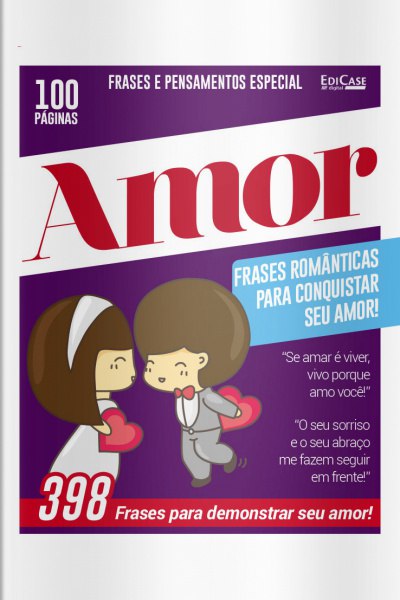 100
PÁGINAS
FRASES E PENSAMENTOS ESPECIAL
EDICASE
digital
Amor
FRASES ROMÂNTICAS
PARA CONQUISTAR
SEU AMOR!
“Se amar é viver,
vivo porque
amo você!”
“O seu sorriso
e o seu abraço
me fazem seguir
em frente!”
398 Frases para demonstrar seu amor!